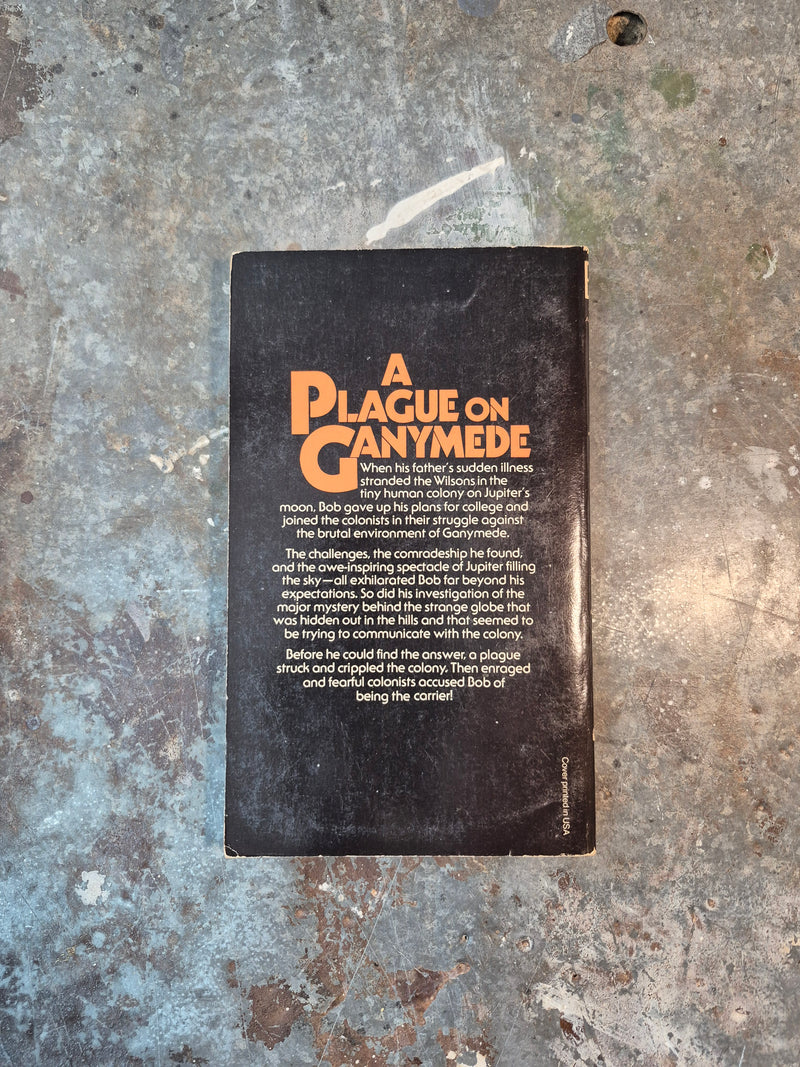 A
PLAGUE ON
GANYMEDE
When his father's sudden illness
stranded the Wilsons in the
tiny human colony on Jupiter's
moon, Bob gave up his plans for college and
joined the colonists in their struggle against
the brutal environment of Ganymede.
The challenges, the comradeship he found,
and the awe-inspiring spectacle of Jupiter filling
the sky—all exhilarated Bob far beyond his
expectations. So did his investigation of the
major mystery behind the strange globe that
was hidden out in the hills and that seemed to
be trying to communicate with the colony.
Before he could find the answer, a plague
struck and crippled the colony. Then enraged
and fearful colonists accused Bob of
being the carrier!
Cover printed in USA